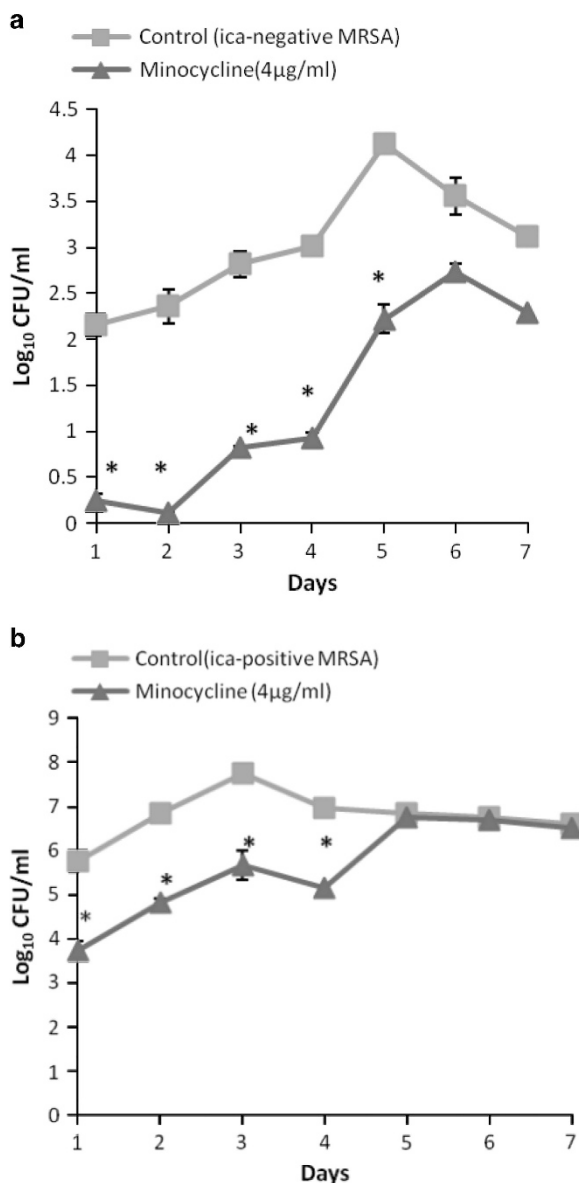 a
Control (ica-negative MRSA)
Minocycline(4µg/ml)
4.5
4
3.5
3
2.5
2
1.5
1
0.5
0
Log10 CFU/ml
*
*
*
*
*
1 2 3 4 5 6 7
Days
b
Control(ica-positive MRSA)
Minocycline (4µg/ml)
9
8
7
6
5
4
3
2
1
0
Log10 CFU/ml
*
*
*
*
1 2 3 4 5 6 7
Days